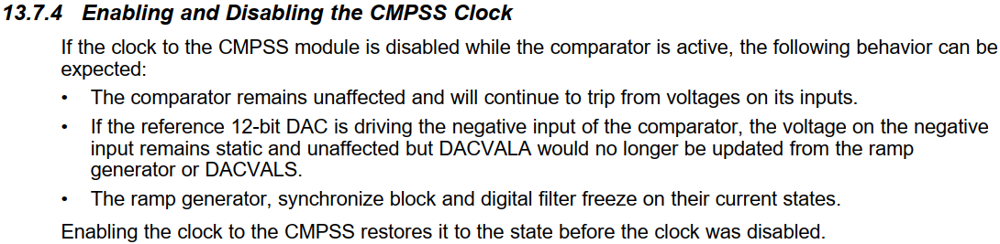 13.7.4 Enabling and Disabling the CMPSS Clock
If the clock to the CMPSS module is disabled while the comparator is active, the following behavior can be
expected:
• The comparator remains unaffected and will continue to trip from voltages on its inputs.
• If the reference 12-bit DAC is driving the negative input of the comparator, the voltage on the negative
input remains static and unaffected but DACVALA would no longer be updated from the ramp
generator or DACVALS.
• The ramp generator, synchronize block and digital filter freeze on their current states.
Enabling the clock to the CMPSS restores it to the state before the clock was disabled.